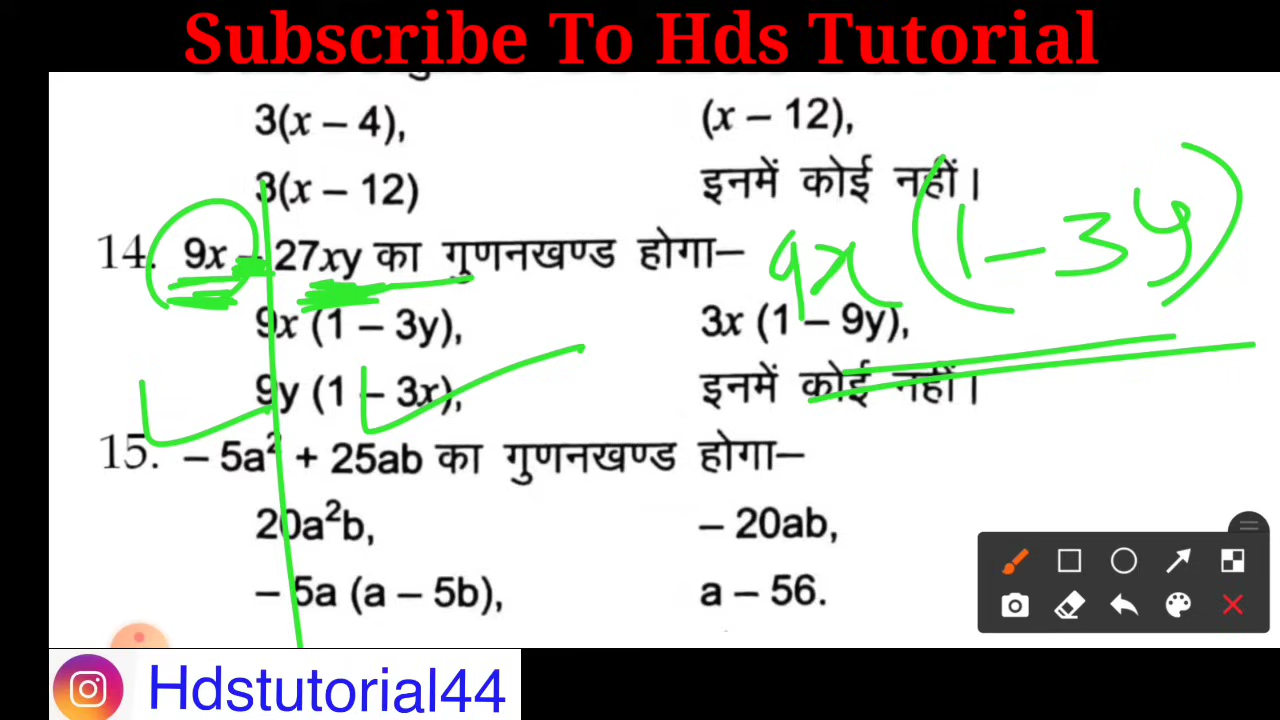 Subscribe To Hds Tutorial
3(x – 4), (x – 12),
3(x – 12) इनमें कोई नहीं।
14. 9x – 27xy का गुणनखण्ड होगा– 9x (1 – 3y)
9x (1 – 3y), 3x (1 – 9y),
9y (1 – 3x), इनमें कोई नहीं।
15. – 5a² + 25ab का गुणनखण्ड होगा–
20a²b, – 20ab,
– 5a (a – 5b), a – 56.
Hdstutorial44